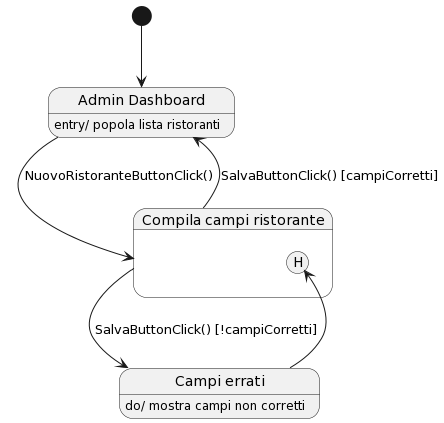 Admin Dashboard
entry/ popola lista ristoranti
NuovoRistoranteButtonClick()
SalvaButtonClick() [campiCorretti]
Compila campi ristorante
H
SalvaButtonClick() [!campiCorretti]
Campi errati
do/ mostra campi non corretti